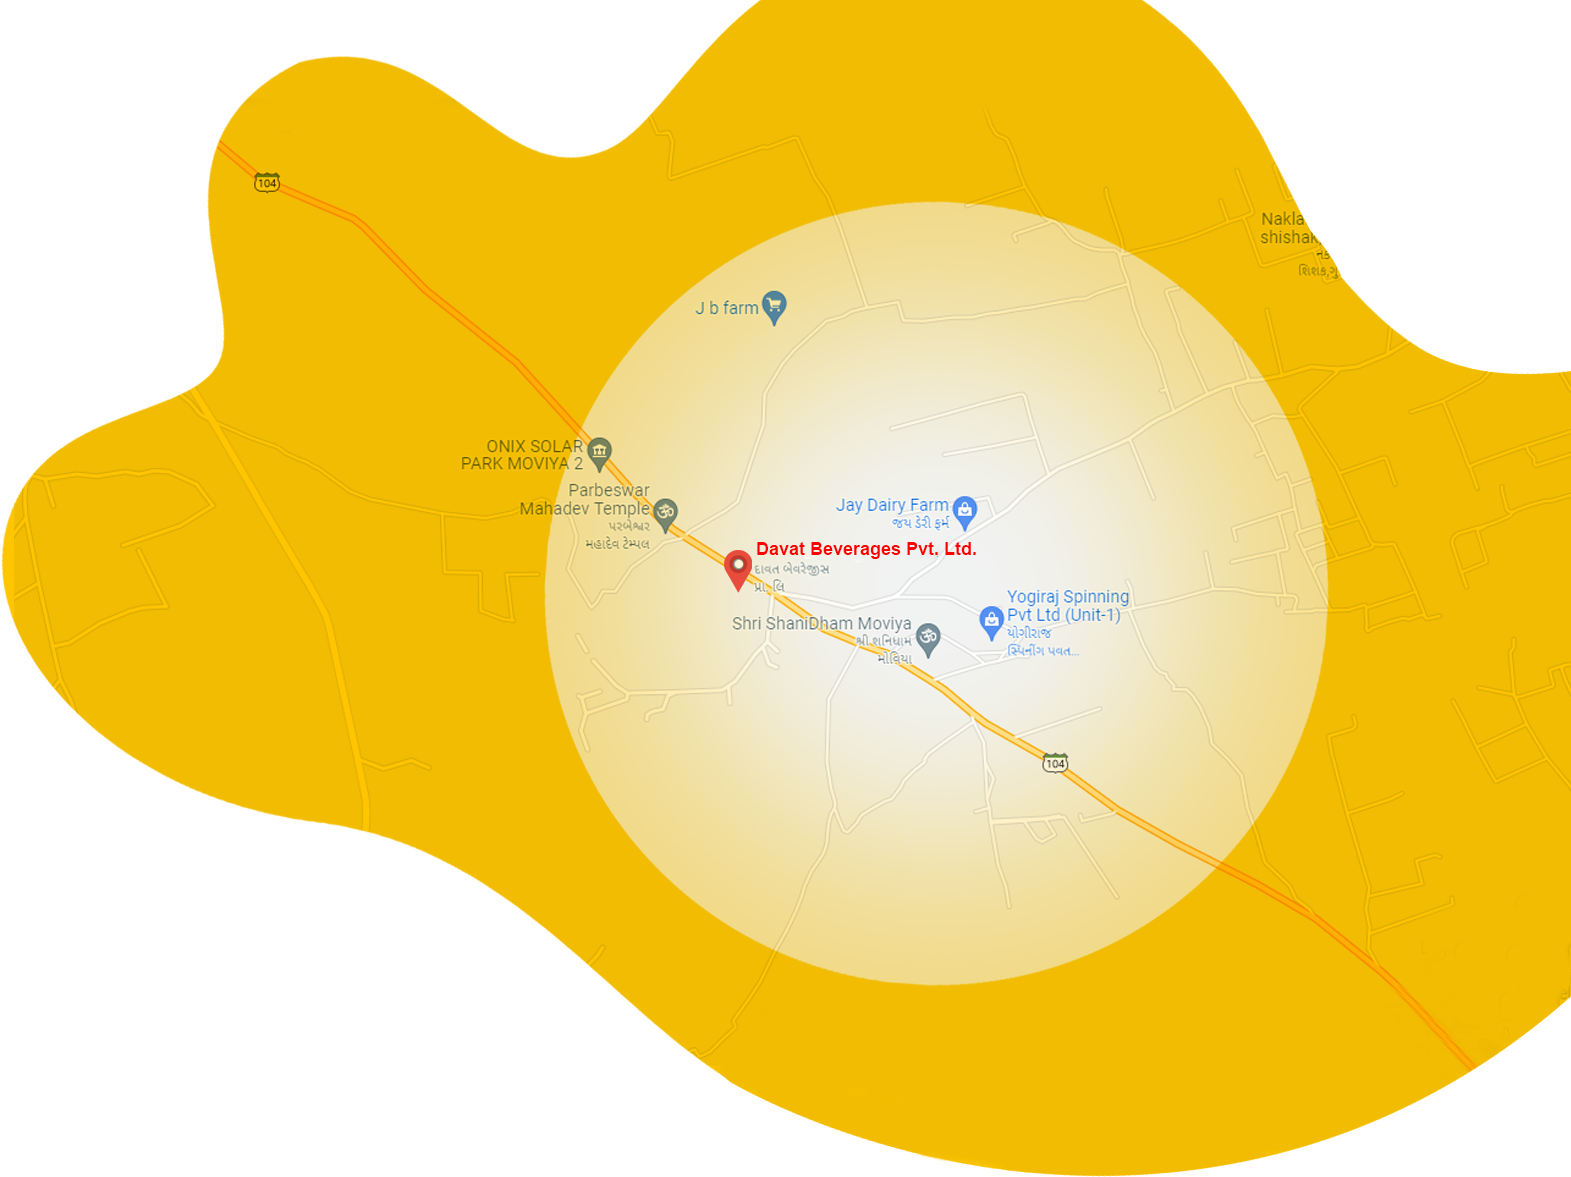 104
Nakla
shishak,
નક
શિશક,ગુ
J b farm
ONIX SOLAR
PARK MOVIYA 2
Parbeswar
Mahadev Temple
પરબેશ્વર
મહાદેવ ટેમ્પલ
Jay Dairy Farm
જય ડેરી ફર્મ
Davat Beverages Pvt. Ltd.
દાવત બેવરેજીસ
પ્રા. લિ
Yogiraj Spinning
Pvt Ltd (Unit-1)
યોગીરાજ
સ્પિનીંગ પવત...
Shri ShaniDham Moviya
શ્રી શનિધામ
મોવિયા
104